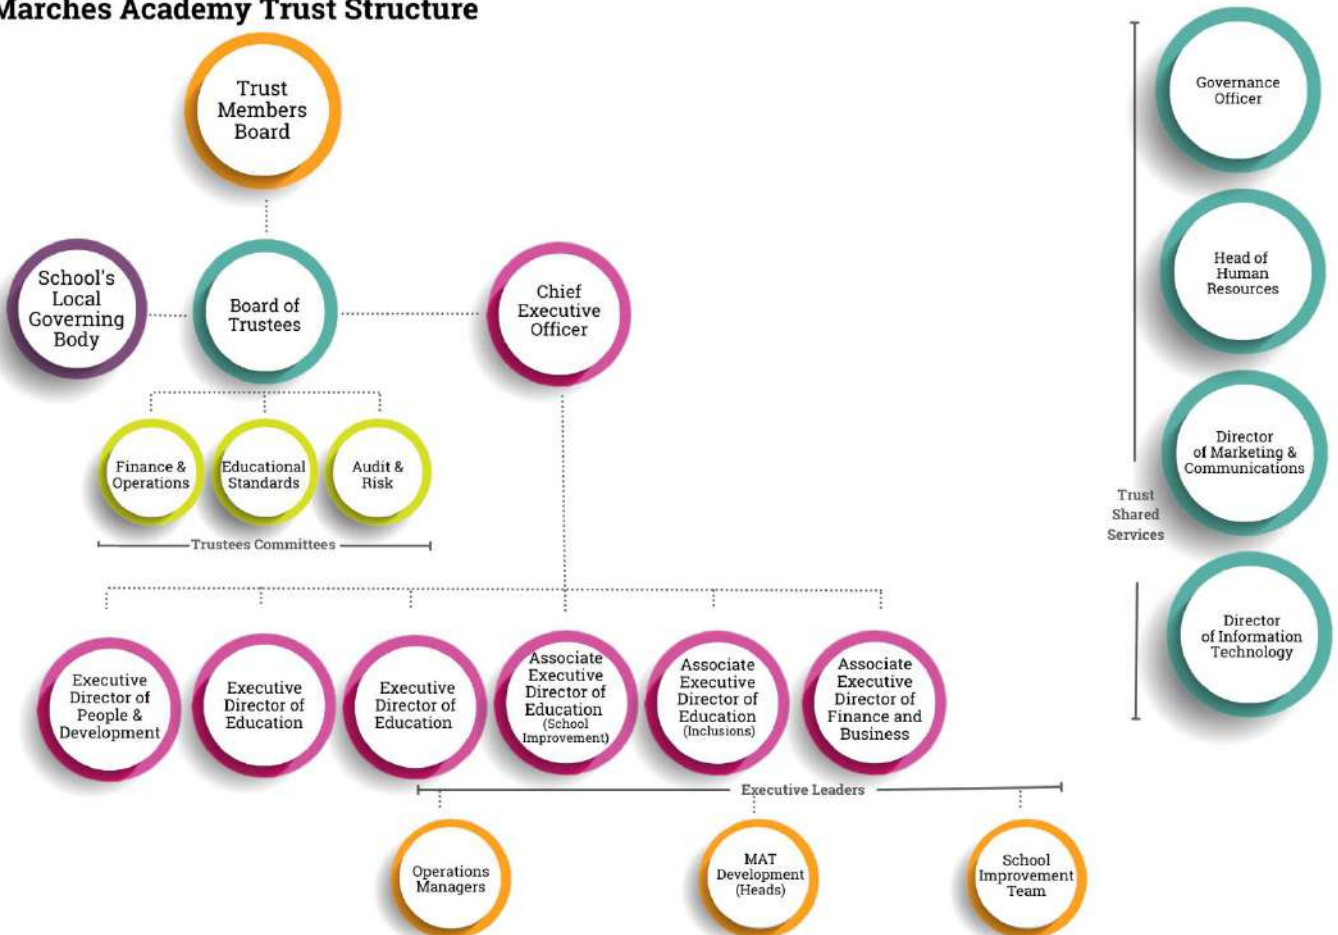 Marches Academy Trust Structure
Trust
Members
Board
School's
Local
Governing
Body
Board of
Trustees
Chief
Executive
Officer
Finance &
Operations
Educational
Standards
Audit &
Risk
Trustees Committees
Executive
Director of
People &
Development
Executive
Director of
Education
Executive
Director of
Education
Associate
Executive
Director of
Education
(School
Improvement)
Associate
Executive
Director of
Education
(Inclusions)
Associate
Executive
Director of
Finance and
Business
Executive Leaders
Operations
Managers
MAT
Development
(Heads)
School
Improvement
Team
Governance
Officer
Head of
Human
Resources
Director
of Marketing &
Communications
Trust
Shared
Services
Director
of Information
Technology